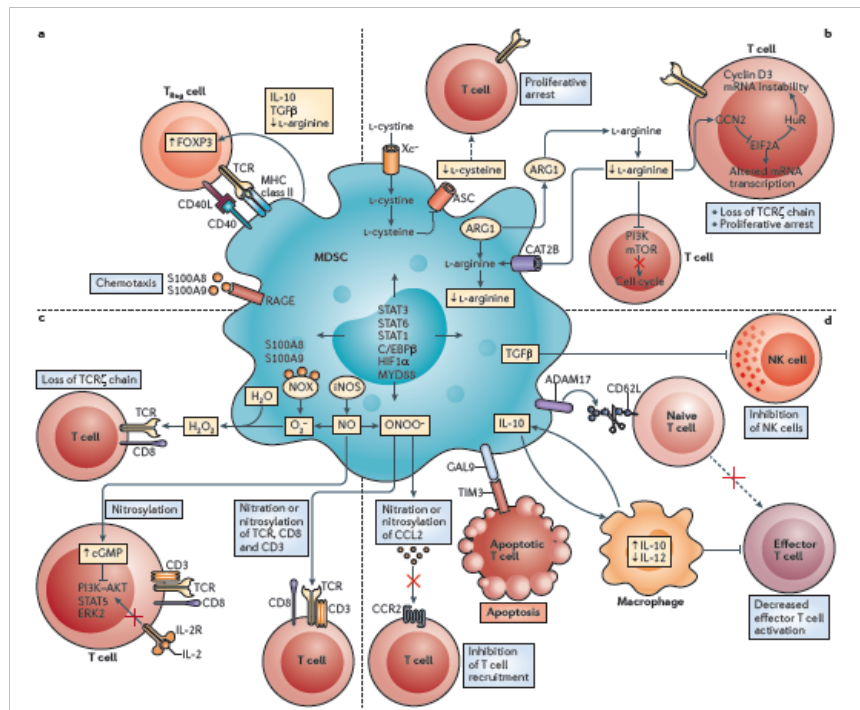 a
T Reg cell
↑FOXP3
IL-10
TGFβ
↓L-arginine
TCR
MHC
class II
CD40L
CD40
Chemotaxis
S100A8
S100A9
RAGE
MDSC
L-cystine
Xc⁻
L-cystine
L-cysteine
ASC
↓L-cysteine
T cell
Proliferative
arrest
b
ARG1
L-arginine
↓L-arginine
ARG1
L-arginine
↓L-arginine
CAT2B
T cell
Cyclin D3
mRNA instability
CCN2
HuR
EIF2A
Altered mRNA
transcription
• Loss of TCRζ chain
• Proliferative arrest
PI3K
mTOR
Cell cycle
T cell
STAT3
STAT6
STAT1
C/EBPβ
HIF1α
MYD88
c
S100A8
S100A9
NOX
iNOS
H₂O
O₂⁻
NO
ONOO⁻
H₂O₂
Loss of TCRζ chain
TCR
T cell
CD8
Nitrosylation
↑cGMP
PI3K–AKT
STAT5
ERK2
CD3
TCR
CD8
IL-2R
IL-2
T cell
Nitration or
nitrosylation
of TCR, CD8
and CD3
TCR
CD8
CD3
T cell
Nitration or
nitrosylation
of CCL2
CCR2
T cell
Inhibition
of T cell
recruitment
d
TGFβ
NK cell
Inhibition
of NK cells
ADAM17
CD62L
Naive
T cell
IL-10
GAL9
TIM3
Apoptotic
T cell
Apoptosis
↑IL-10
↓IL-12
Macrophage
Effector
T cell
Decreased
effector T cell
activation